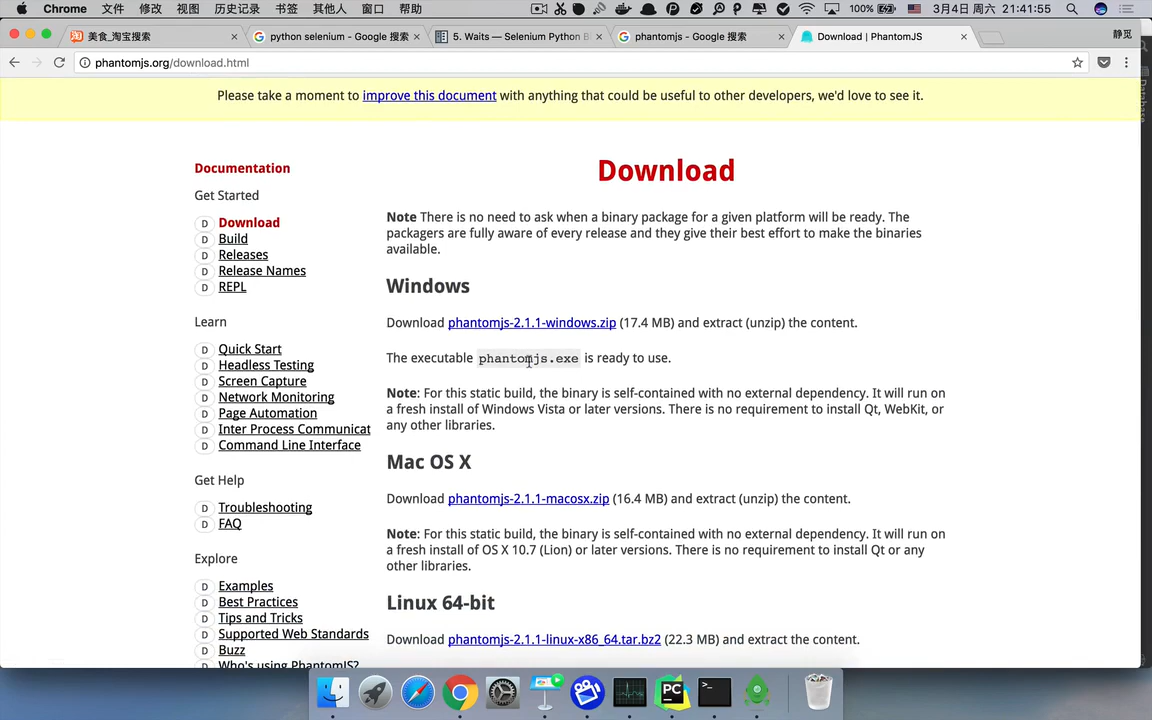 Chrome 文件 修改 视图 历史记录 书签 其他人 窗口 帮助 100% 3月4日 周六 21:41:55
美食_淘宝搜索 python selenium - Google 搜索 5. Waits — Selenium Python B phantomjs - Google 搜索 Download | PhantomJS 静觅
phantomjs.org/download.html
Please take a moment to improve this document with anything that could be useful to other developers, we'd love to see it.
Documentation
Get Started
D Download
D Build
D Releases
D Release Names
D REPL
Learn
D Quick Start
D Headless Testing
D Screen Capture
D Network Monitoring
D Page Automation
D Inter Process Communicat
D Command Line Interface
Get Help
D Troubleshooting
D FAQ
Explore
D Examples
D Best Practices
D Tips and Tricks
D Supported Web Standards
D Buzz
Who's using PhantomJS?
Download
Note There is no need to ask when a binary package for a given platform will be ready. The
packagers are fully aware of every release and they give their best effort to make the binaries
available.
Windows
Download phantomjs-2.1.1-windows.zip (17.4 MB) and extract (unzip) the content.
The executable phantomjs.exe is ready to use.
Note: For this static build, the binary is self-contained with no external dependency. It will run on
a fresh install of Windows Vista or later versions. There is no requirement to install Qt, WebKit, or
any other libraries.
Mac OS X
Download phantomjs-2.1.1-macosx.zip (16.4 MB) and extract (unzip) the content.
Note: For this static build, the binary is self-contained with no external dependency. It will run on
a fresh install of OS X 10.7 (Lion) or later versions. There is no requirement to install Qt or any
other libraries.
Linux 64-bit
Download phantomjs-2.1.1-linux-x86_64.tar.bz2 (22.3 MB) and extract the content.
Database
PC